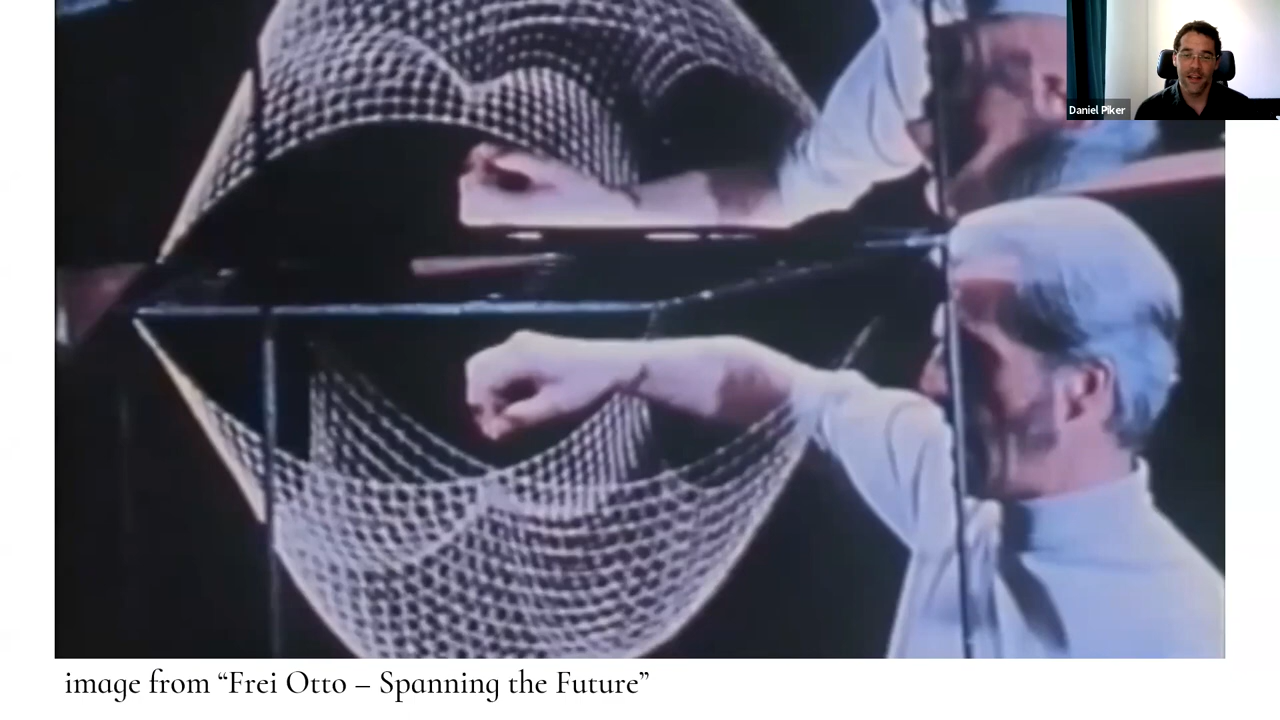 Daniel Piker
image from “Frei Otto – Spanning the Future”